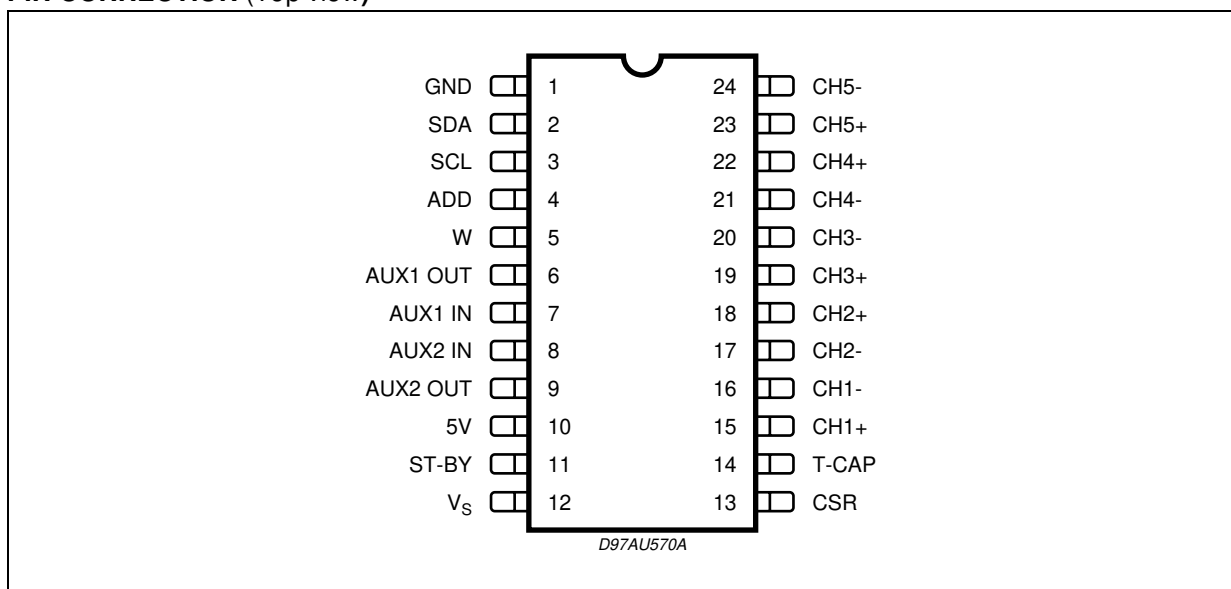 GND 1 24 CH5-
SDA 2 23 CH5+
SCL 3 22 CH4+
ADD 4 21 CH4-
W 5 20 CH3-
AUX1 OUT 6 19 CH3+
AUX1 IN 7 18 CH2+
AUX2 IN 8 17 CH2-
AUX2 OUT 9 16 CH1-
5V 10 15 CH1+
ST-BY 11 14 T-CAP
VS 12 13 CSR
D97AU570A